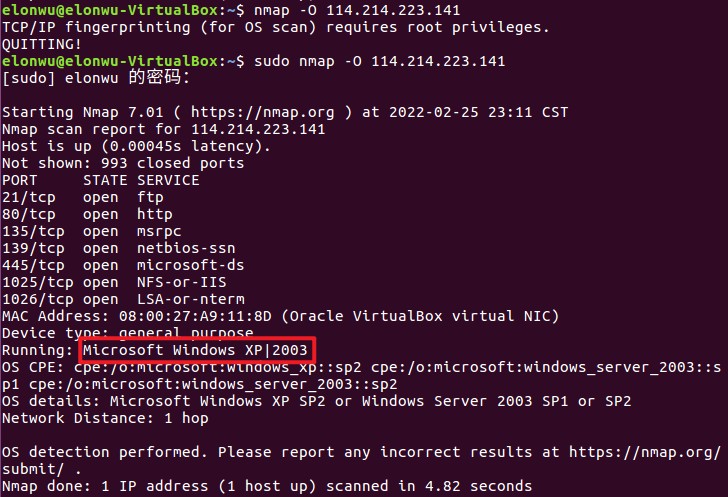 elonwu@elonwu-VirtualBox:~$ nmap -O 114.214.223.141
TCP/IP fingerprinting (for OS scan) requires root privileges.
QUITTING!
elonwu@elonwu-VirtualBox:~$ sudo nmap -O 114.214.223.141
[sudo] elonwu 的密码：
Starting Nmap 7.01 ( https://nmap.org ) at 2022-02-25 23:11 CST
Nmap scan report for 114.214.223.141
Host is up (0.00045s latency).
Not shown: 993 closed ports
PORT     STATE SERVICE
21/tcp   open  ftp
80/tcp   open  http
135/tcp  open  msrpc
139/tcp  open  netbios-ssn
445/tcp  open  microsoft-ds
1025/tcp open  NFS-or-IIS
1026/tcp open  LSA-or-nterm
MAC Address: 08:00:27:A9:11:8D (Oracle VirtualBox virtual NIC)
Device type: general purpose
Running: Microsoft Windows XP|2003
OS CPE: cpe:/o:microsoft:windows_xp::sp2 cpe:/o:microsoft:windows_server_2003::s
p1 cpe:/o:microsoft:windows_server_2003::sp2
OS details: Microsoft Windows XP SP2 or Windows Server 2003 SP1 or SP2
Network Distance: 1 hop
OS detection performed. Please report any incorrect results at https://nmap.org/
submit/ .
Nmap done: 1 IP address (1 host up) scanned in 4.82 seconds